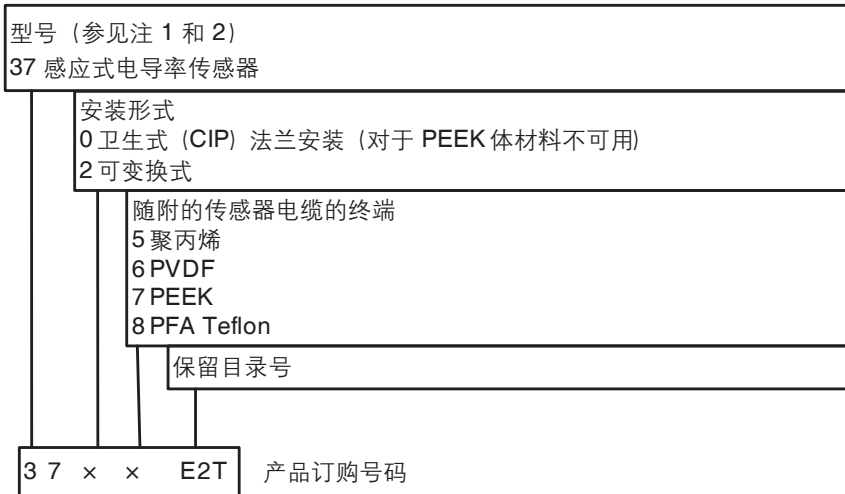 型号（参见注 1 和 2）
37 感应式电导率传感器
安装形式
0 卫生式（CIP）法兰安装（对于 PEEK 体材料不可用）
2 可变换式
随附的传感器电缆的终端
5 聚丙烯
6 PVDF
7 PEEK
8 PFA Teflon
保留目录号
3 7 × × E2T 产品订购号码